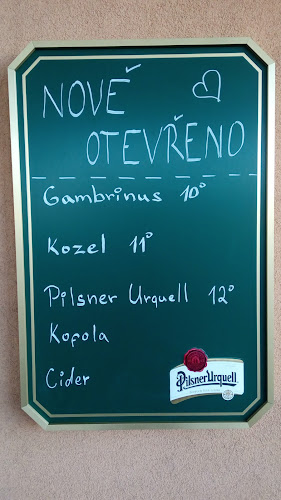 NOVĚ
OTEVŘENO
Gambrinus 10°
Kozel 11°
Pilsner Urquell 12°
Kofola
Cider
Pilsner Urquell